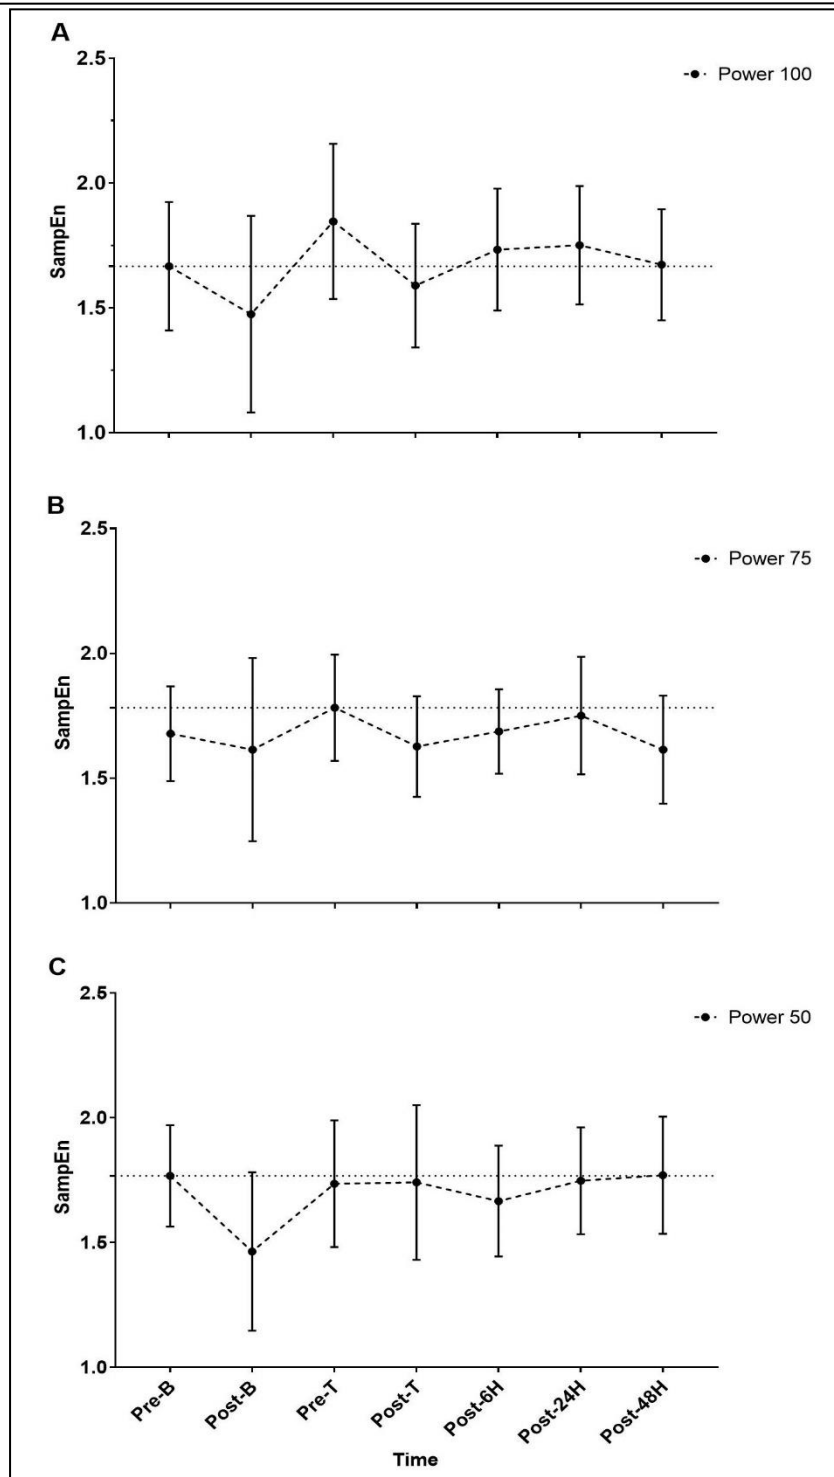 A
2.5
Power 100
2.0
SampEn
1.5
1.0
B
2.5
Power 75
2.0
SampEn
1.5
1.0
C
2.5
Power 50
2.0
SampEn
1.5
1.0
Pre-B Post-B Pre-T Post-T Post-6H Post-24H Post-48H
Time